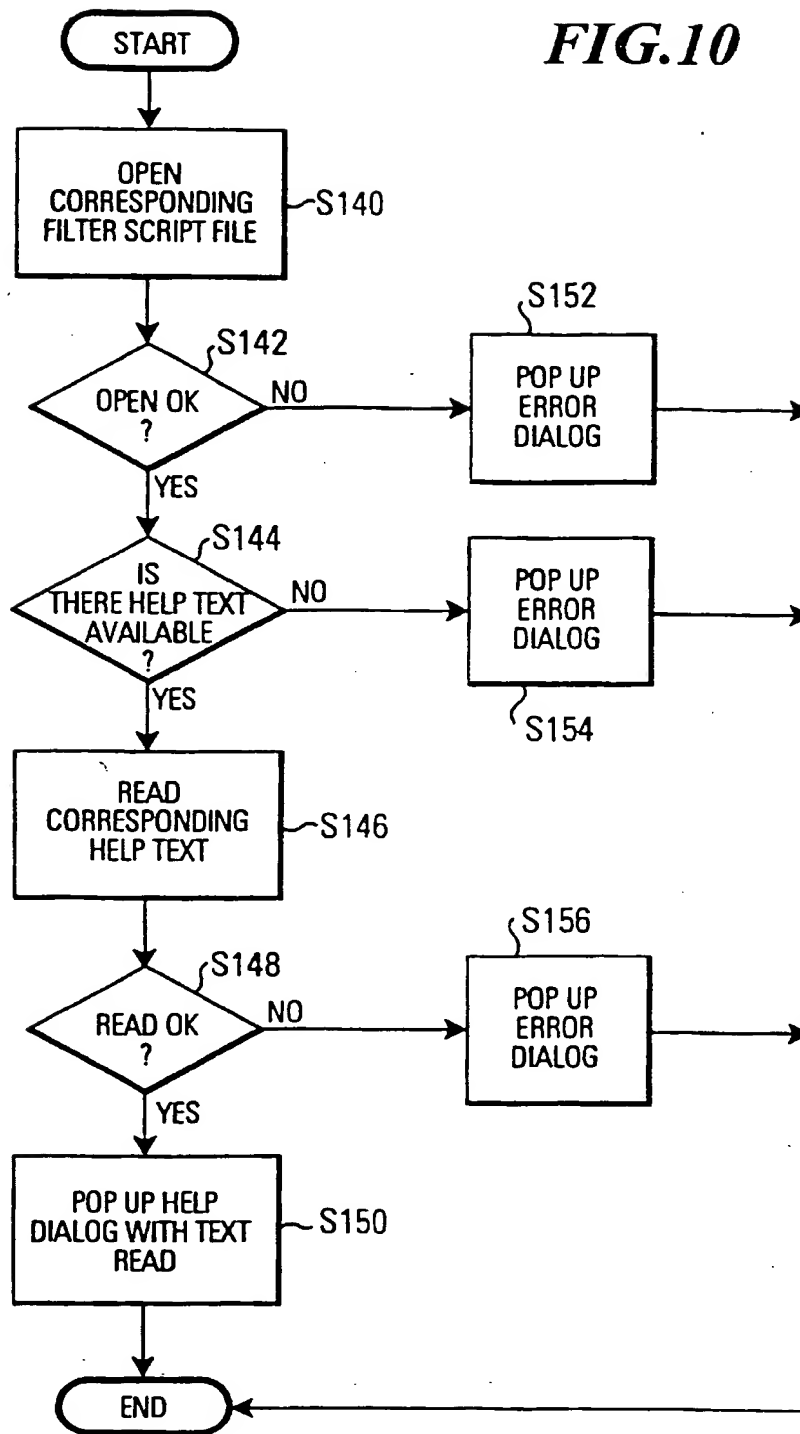 START
FIG.10
OPEN
CORRESPONDING
FILTER SCRIPT FILE
S140
S152
S142
OPEN OK
?
NO
POP UP
ERROR
DIALOG
YES
S144
IS
THERE HELP TEXT
AVAILABLE
?
NO
POP UP
ERROR
DIALOG
S154
YES
READ
CORRESPONDING
HELP TEXT
S146
S156
S148
READ OK
?
NO
POP UP
ERROR
DIALOG
YES
POP UP HELP
DIALOG WITH TEXT
READ
S150
END